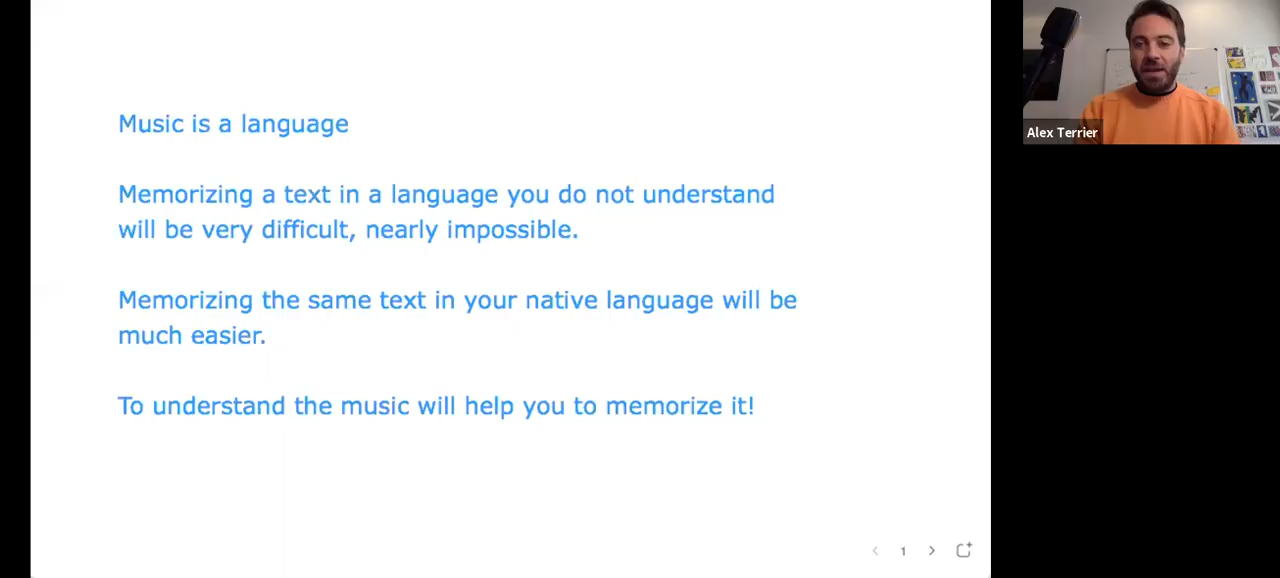 Music is a language
Memorizing a text in a language you do not understand
will be very difficult, nearly impossible.
Memorizing the same text in your native language will be
much easier.
To understand the music will help you to memorize it!
1
Alex Terrier